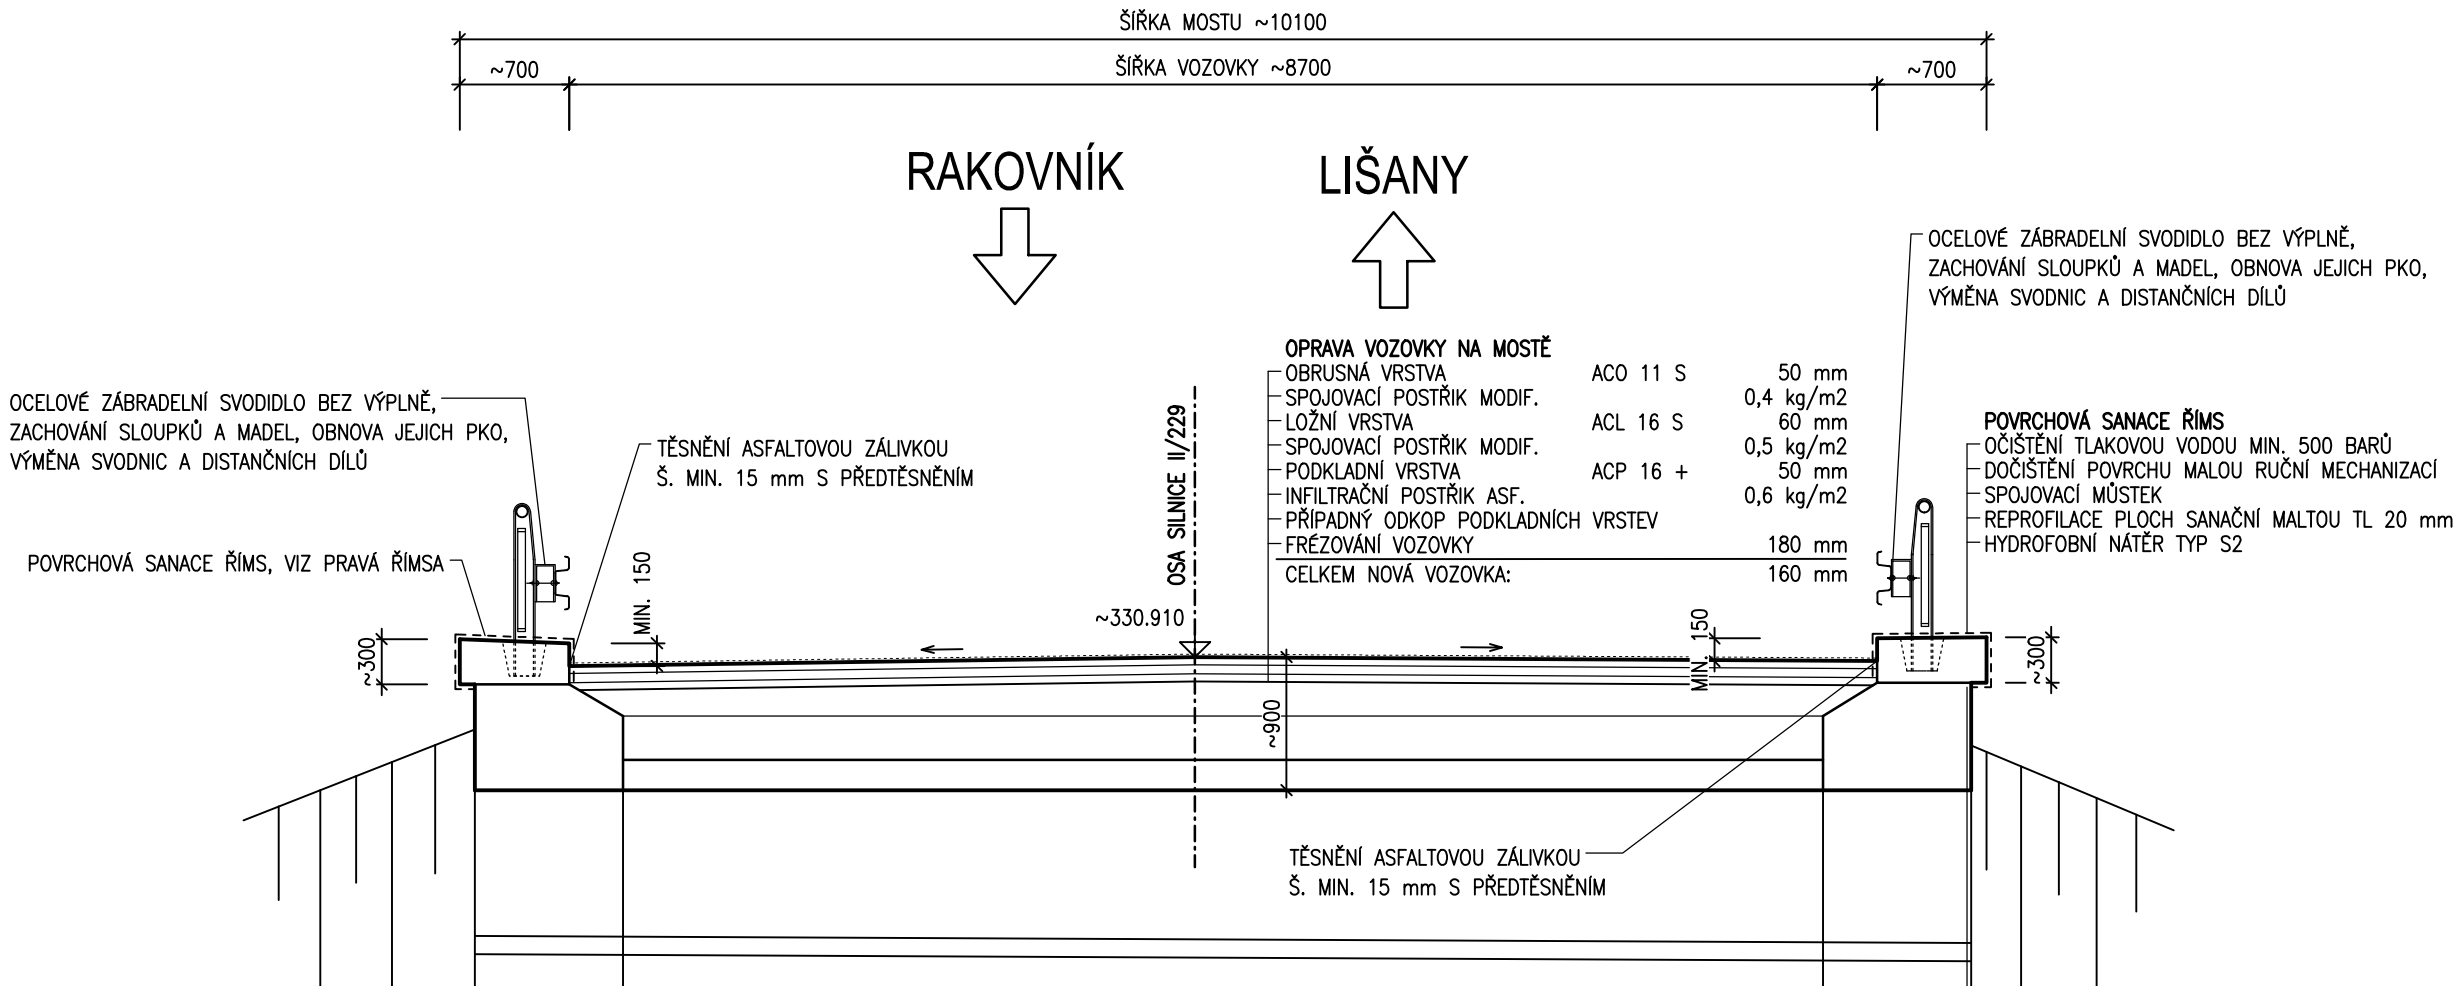 ŠÍŘKA MOSTU ~10100
~700
ŠÍŘKA VOZOVKY ~8700
~700
RAKOVNÍK
LIŠANY
OCELOVÉ ZÁBRADELNÍ SVODIDLO BEZ VÝPLNĚ,
ZACHOVÁNÍ SLOUPKŮ A MADEL, OBNOVA JEJICH PKO,
VÝMĚNA SVODNIC A DISTANČNÍCH DÍLŮ
OCELOVÉ ZÁBRADELNÍ SVODIDLO BEZ VÝPLNĚ,
ZACHOVÁNÍ SLOUPKŮ A MADEL, OBNOVA JEJICH PKO,
VÝMĚNA SVODNIC A DISTANČNÍCH DÍLŮ
POVRCHOVÁ SANACE ŘÍMS, VIZ PRAVÁ ŘÍMSA
TĚSNĚNÍ ASFALTOVOU ZÁLIVKOU
Š. MIN. 15 mm S PŘEDTĚSNĚNÍM
OSA SILNICE II/229
OPRAVA VOZOVKY NA MOSTĚ
OBRUSNÁ VRSTVA ACO 11 S 50 mm
SPOJOVACÍ POSTŘIK MODIF. 0,4 kg/m2
LOŽNÍ VRSTVA ACL 16 S 60 mm
SPOJOVACÍ POSTŘIK MODIF. 0,5 kg/m2
PODKLADNÍ VRSTVA ACP 16 + 50 mm
INFILTRAČNÍ POSTŘIK ASF. 0,6 kg/m2
PŘÍPADNÝ ODKOP PODKLADNÍCH VRSTEV
FRÉZOVÁNÍ VOZOVKY 180 mm
CELKEM NOVÁ VOZOVKA: 160 mm
POVRCHOVÁ SANACE ŘÍMS
OČIŠTĚNÍ TLAKOVOU VODOU MIN. 500 BARŮ
DOČIŠTĚNÍ POVRCHU MALOU RUČNÍ MECHANIZACÍ
SPOJOVACÍ MŮSTEK
REPROFILACE PLOCH SANAČNÍ MALTOU TL 20 mm
HYDROFOBNÍ NÁTĚR TYP S2
~300
MIN. 150
~330.910
MIN. 150
~300
~900
TĚSNĚNÍ ASFALTOVOU ZÁLIVKOU
Š. MIN. 15 mm S PŘEDTĚSNĚNÍM